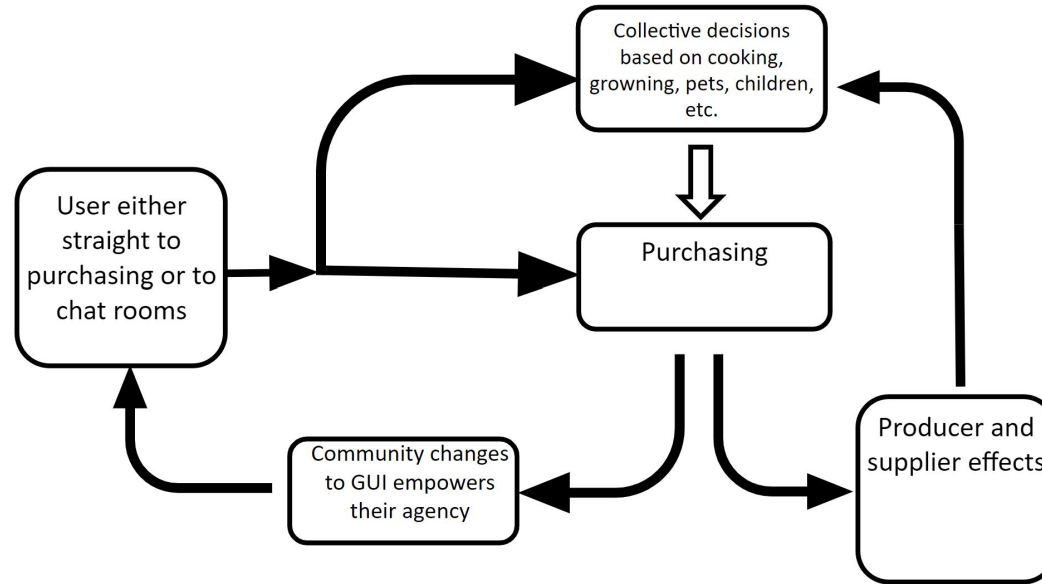 Collective decisions
based on cooking,
growning, pets, children,
etc.
User either
straight to
purchasing or to
chat rooms
Purchasing
Community changes
to GUI empowers
their agency
Producer and
supplier effects